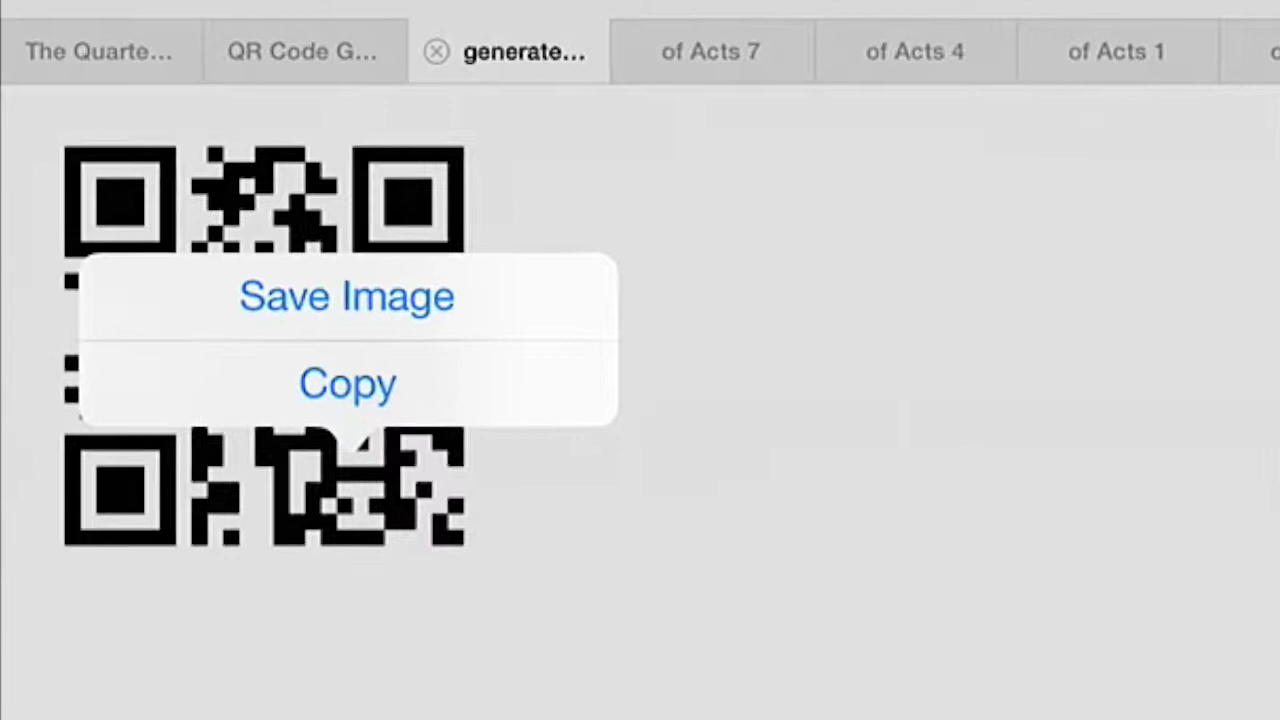 The Quarte...
QR Code G...
generate...
of Acts 7
of Acts 4
of Acts 1
Save Image
Copy